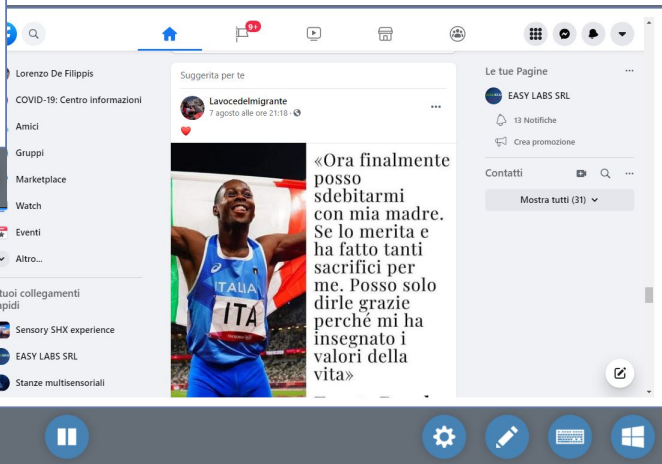 9+
Lorenzo De Filippis
COVID-19: Centro informazioni
Amici
Gruppi
Marketplace
Watch
Eventi
Altro...
tuoi collegamenti
Sensory SHX experience
EASY LABS SRL
Stanze multisensoriali
Suggerita per te
Lavocedelmigrante
7 agosto alle ore 21:18 ·
«Ora finalmente
posso
sdebitarmi
con mia madre.
Se lo merita e
ha fatto tanti
sacrifici per
me. Posso solo
dirle grazie
perché mi ha
insegnato i
valori della
vita»
ITALIA
ITA
Le tue Pagine
EASY LABS SRL
13 Notifiche
Crea promozione
Contatti
Mostra tutti (31)